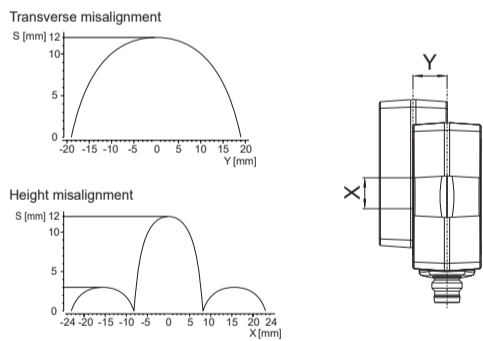 Transverse misalignment
S [mm] 12
10
5
0
-20 -15 -10 -5 0 5 10 15 20
Y [mm]
Height misalignment
S [mm] 12
10
5
0
-24 -20 -15 -10 -5 0 5 10 15 20 24
X [mm]
Y
X